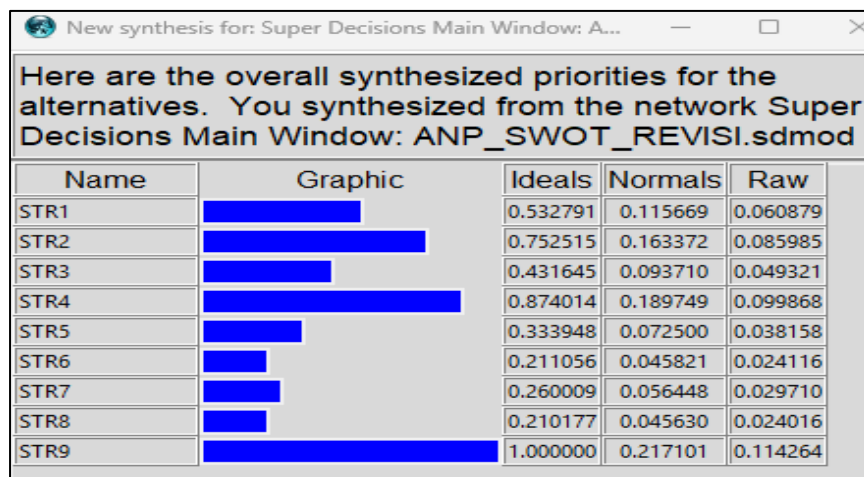 New synthesis for: Super Decisions Main Window: A...
Here are the overall synthesized priorities for the
alternatives. You synthesized from the network Super
Decisions Main Window: ANP_SWOT_REVISI.sdmod
Name Graphic Ideals Normals Raw
STR1 0.532791 0.115669 0.060879
STR2 0.752515 0.163372 0.085985
STR3 0.431645 0.093710 0.049321
STR4 0.874014 0.189749 0.099868
STR5 0.333948 0.072500 0.038158
STR6 0.211056 0.045821 0.024116
STR7 0.260009 0.056448 0.029710
STR8 0.210177 0.045630 0.024016
STR9 1.000000 0.217101 0.114264